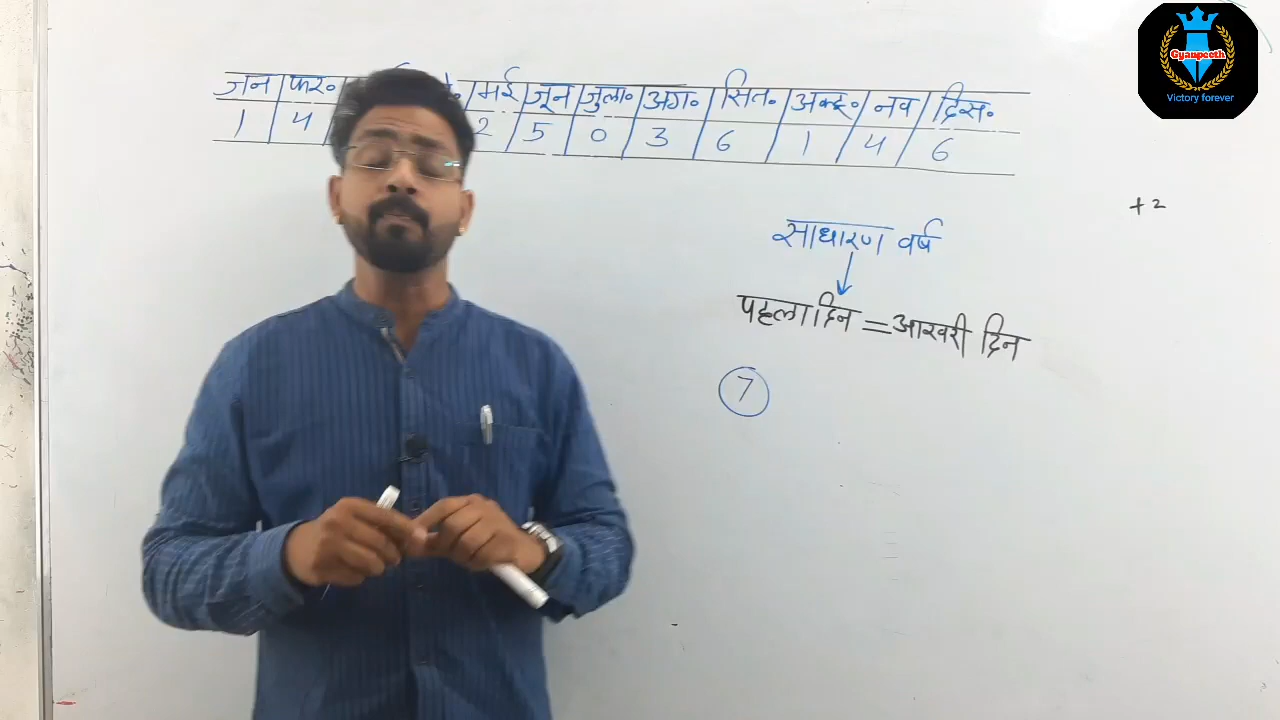 जन फर० मई जून जुला० अग० सित० अक्टू० नव दिस०
1 4 2 5 0 3 6 1 4 6
+2
साधारण वर्ष
पहला दिन = आखरी दिन
7
Gyanpeeth
Victory forever